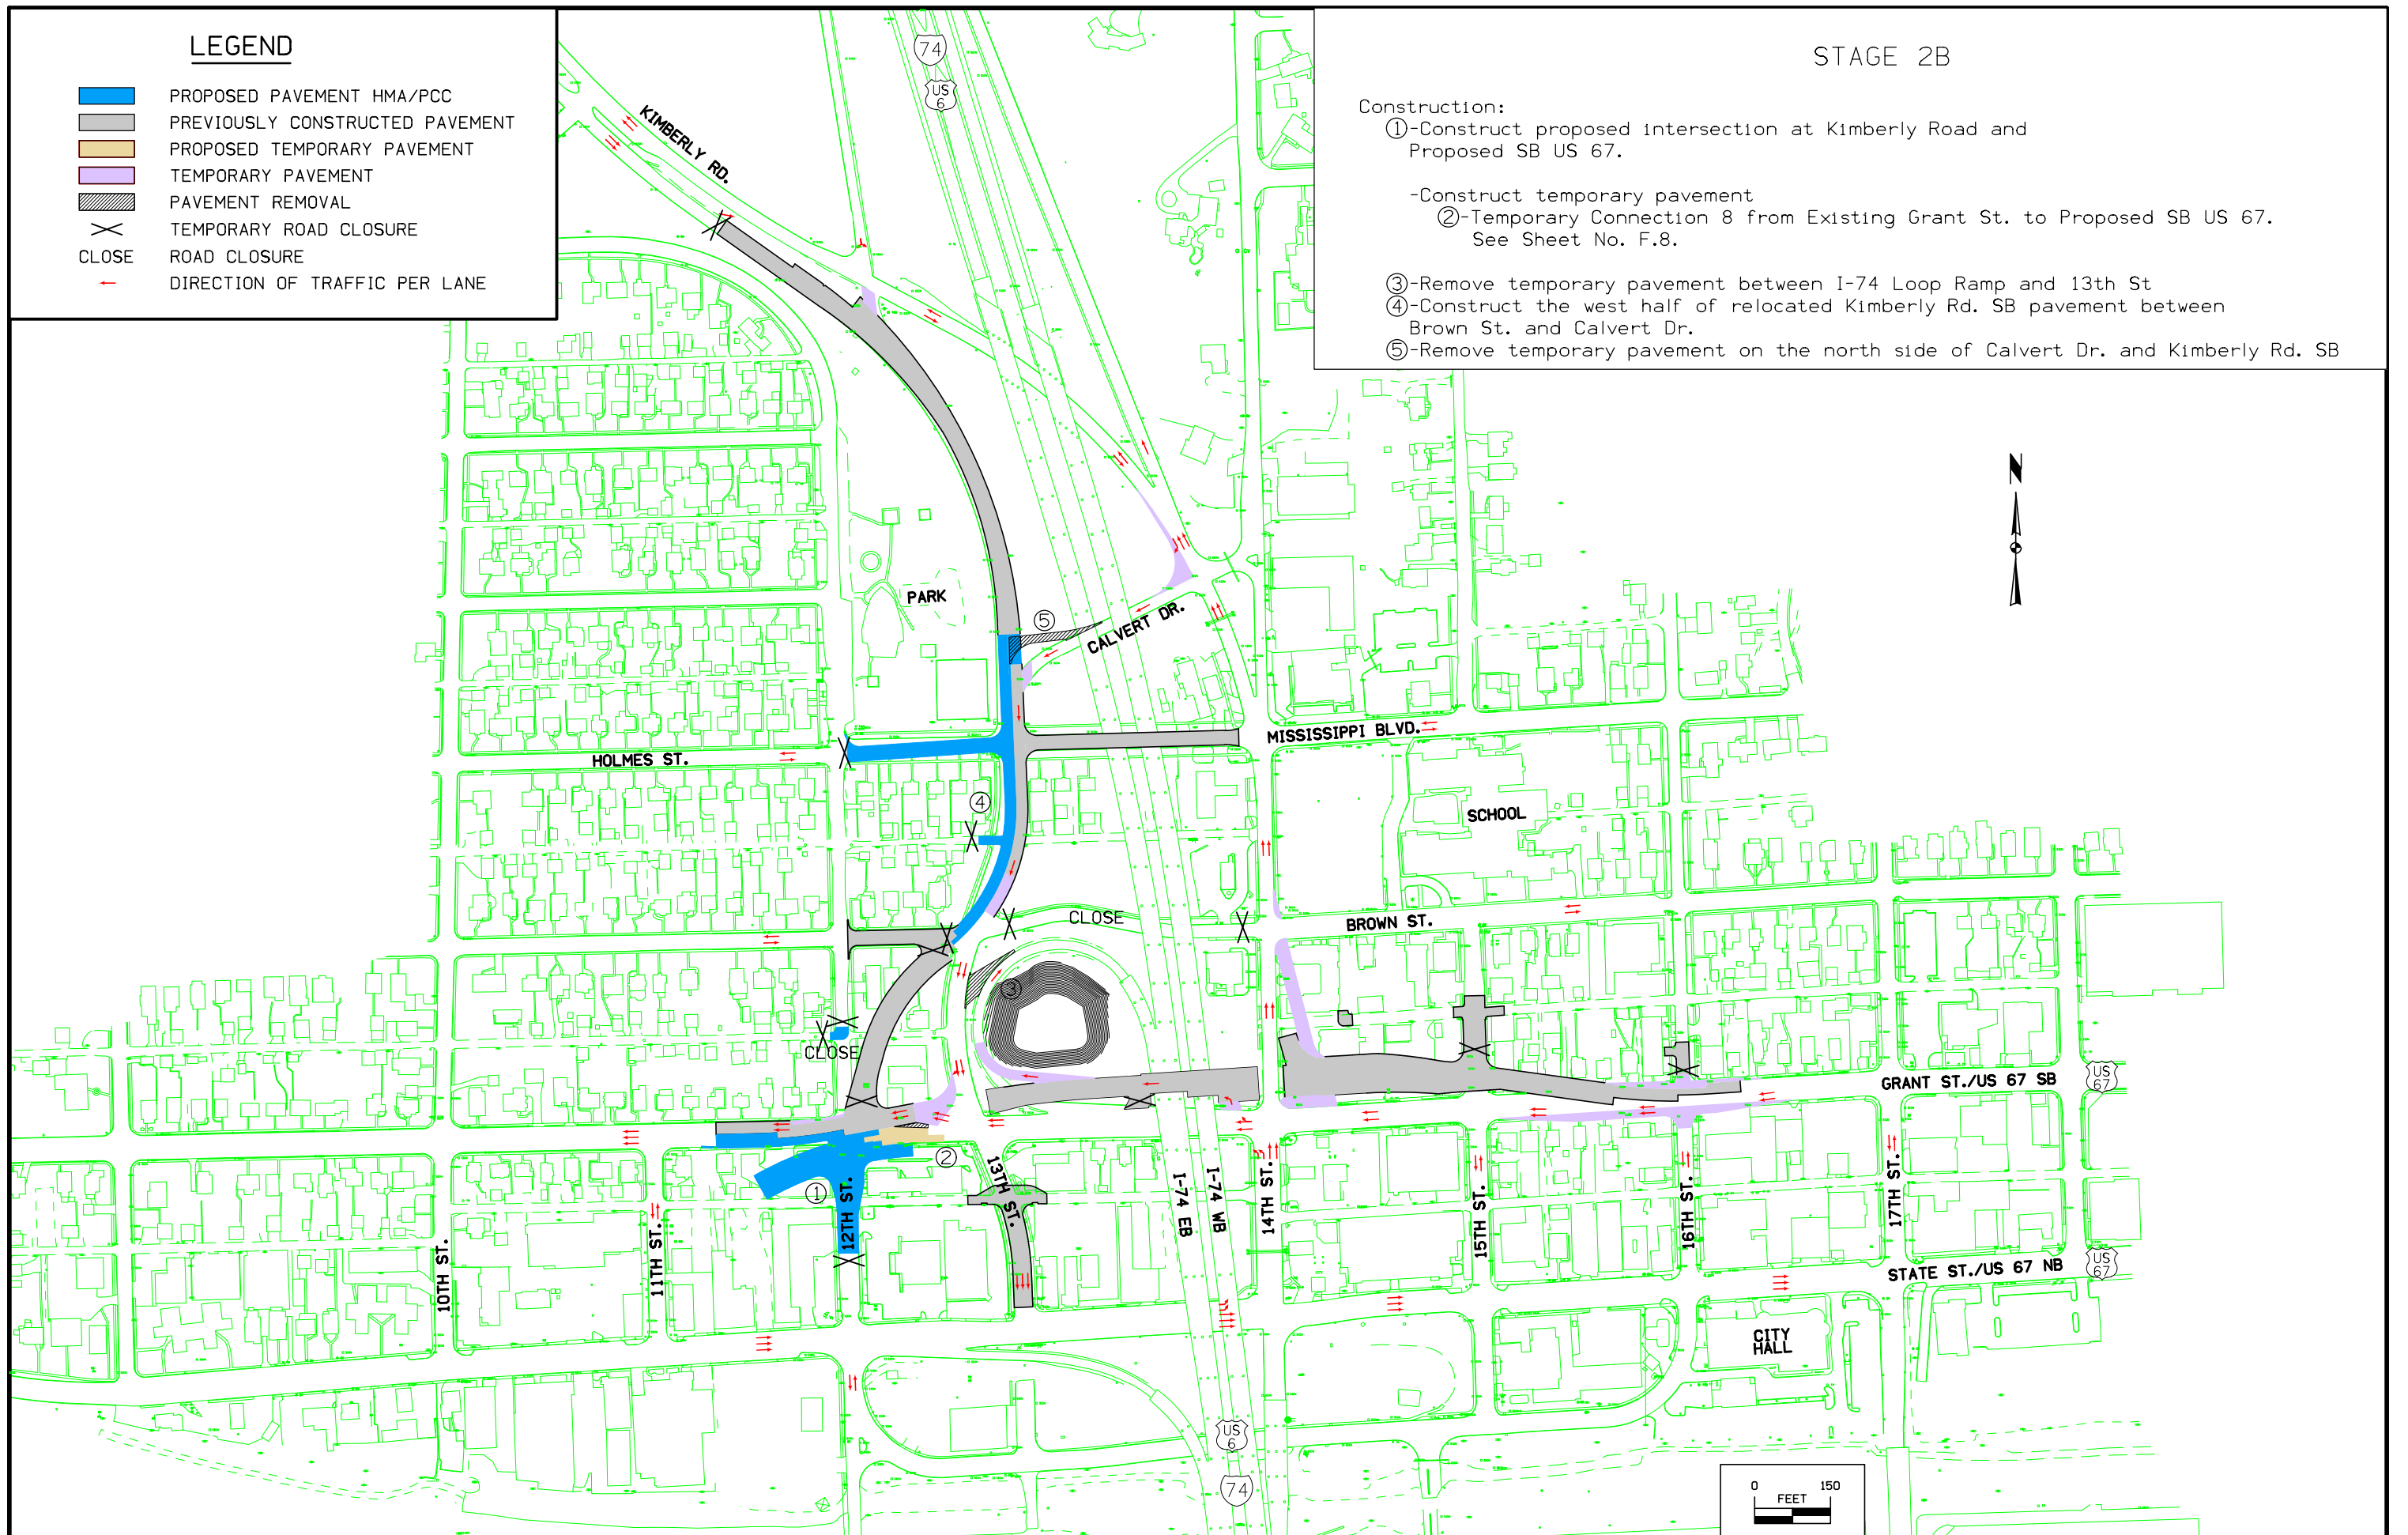 LEGEND
PROPOSED PAVEMENT HMA/PCC
PREVIOUSLY CONSTRUCTED PAVEMENT
PROPOSED TEMPORARY PAVEMENT
TEMPORARY PAVEMENT
PAVEMENT REMOVAL
TEMPORARY ROAD CLOSURE
CLOSE ROAD CLOSURE
DIRECTION OF TRAFFIC PER LANE
STAGE 2B
Construction:
①-Construct proposed intersection at Kimberly Road and
Proposed SB US 67.
-Construct temporary pavement
②-Temporary Connection 8 from Existing Grant St. to Proposed SB US 67.
See Sheet No. F.8.
③-Remove temporary pavement between I-74 Loop Ramp and 13th St
④-Construct the west half of relocated Kimberly Rd. SB pavement between
Brown St. and Calvert Dr.
⑤-Remove temporary pavement on the north side of Calvert Dr. and Kimberly Rd. SB
74
US
6
KIMBERLY RD.
N
PARK
⑤
CALVERT DR.
MISSISSIPPI BLVD.
HOLMES ST.
④
SCHOOL
CLOSE
BROWN ST.
③
CLOSE
GRANT ST./US 67 SB
US
67
②
①
12TH ST.
13TH ST.
I-74 EB
I-74 WB
14TH ST.
15TH ST.
16TH ST.
17TH ST.
10TH ST.
11TH ST.
STATE ST./US 67 NB
US
67
CITY
HALL
US
6
74
0 150
FEET